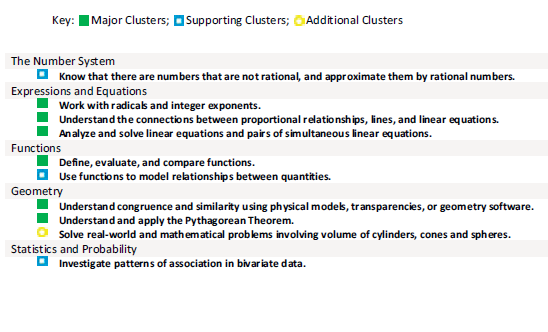 Key: Major Clusters; Supporting Clusters; Additional Clusters
The Number System
Know that there are numbers that are not rational, and approximate them by rational numbers.
Expressions and Equations
Work with radicals and integer exponents.
Understand the connections between proportional relationships, lines, and linear equations.
Analyze and solve linear equations and pairs of simultaneous linear equations.
Functions
Define, evaluate, and compare functions.
Use functions to model relationships between quantities.
Geometry
Understand congruence and similarity using physical models, transparencies, or geometry software.
Understand and apply the Pythagorean Theorem.
Solve real-world and mathematical problems involving volume of cylinders, cones and spheres.
Statistics and Probability
Investigate patterns of association in bivariate data.